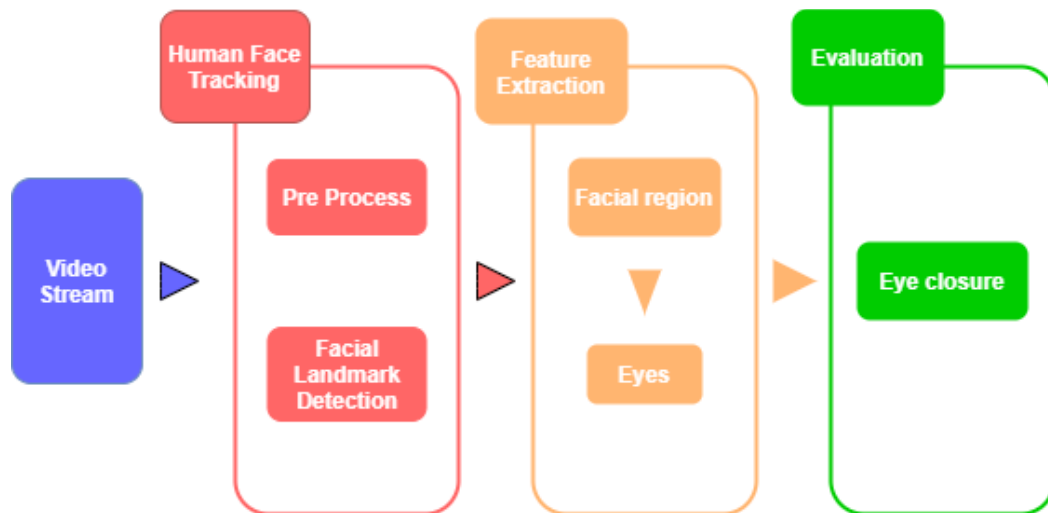 Video
Stream
Human Face
Tracking
Pre Process
Facial
Landmark
Detection
Feature
Extraction
Facial region
Eyes
Evaluation
Eye closure